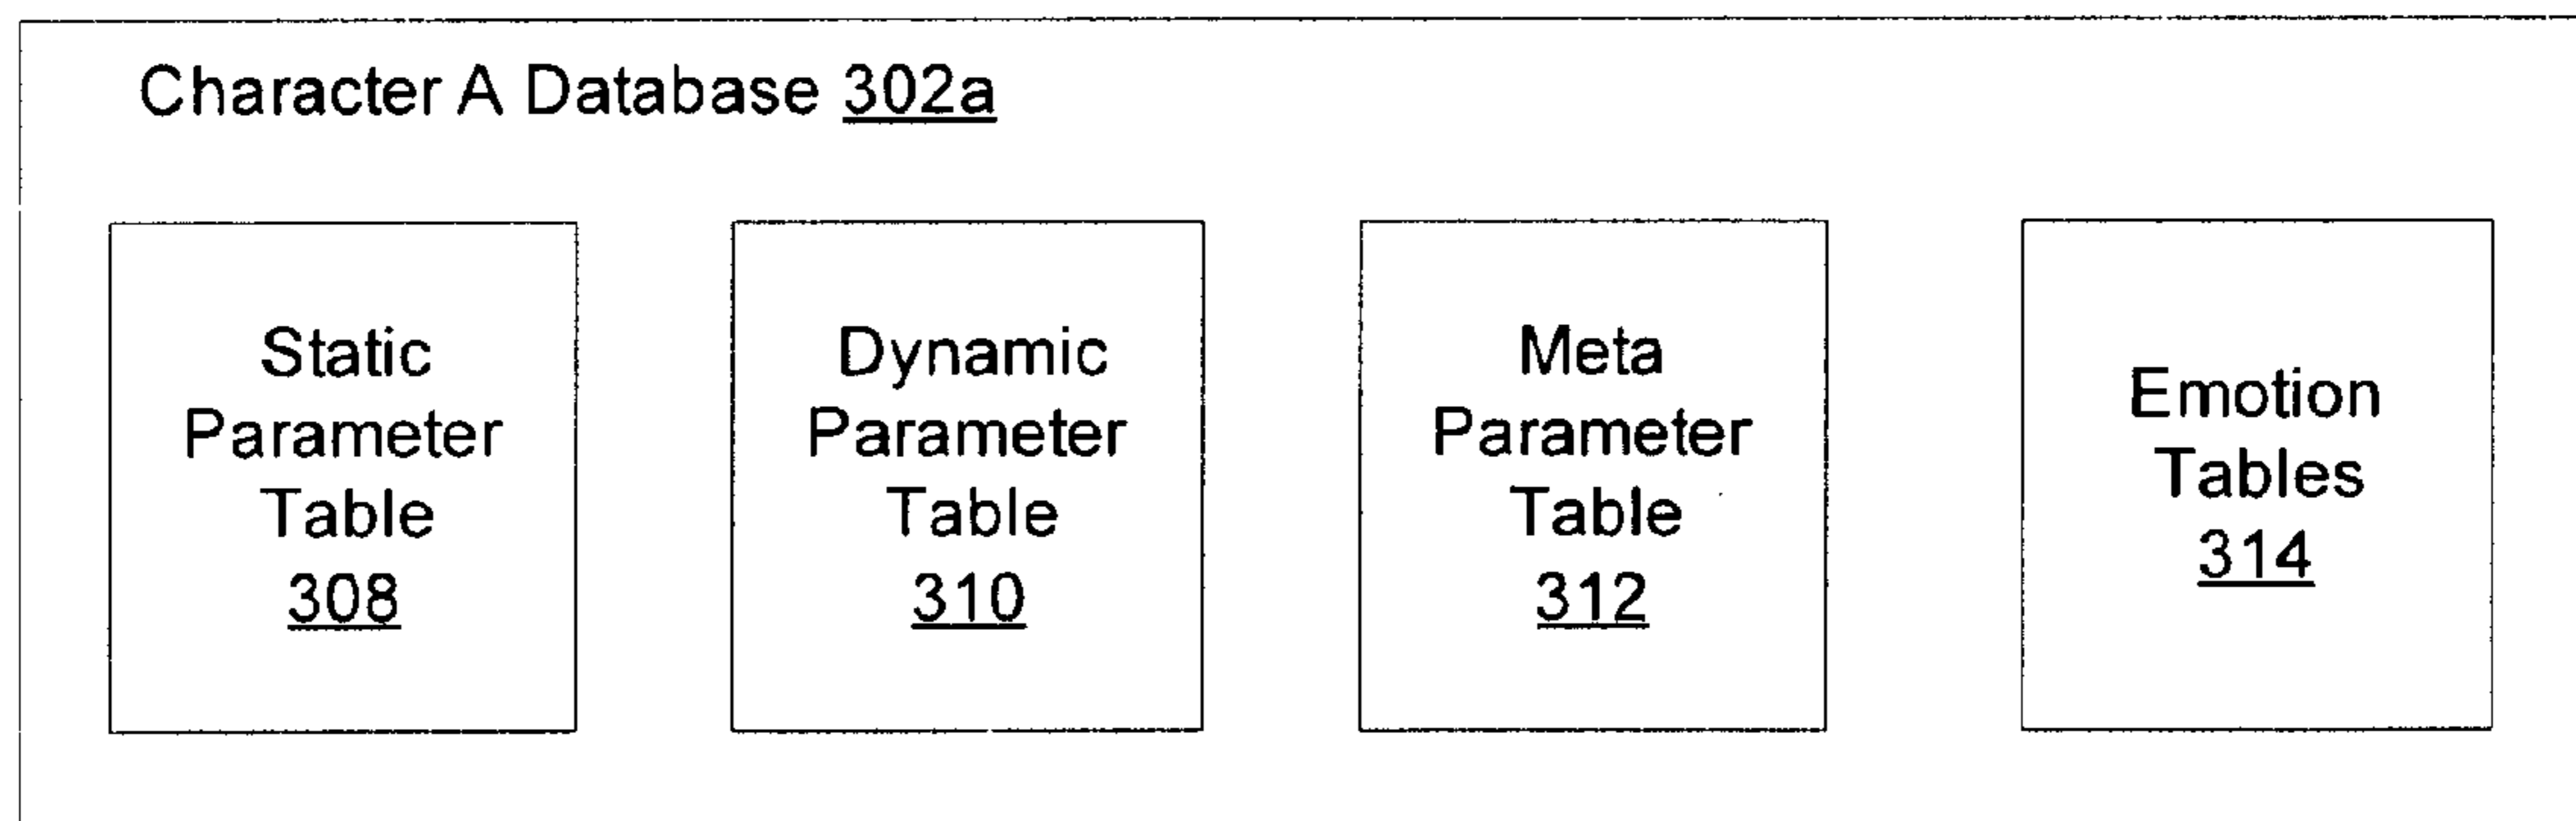 Character A Database 302a
Static
Parameter
Table
308
Dynamic
Parameter
Table
310
Meta
Parameter
Table
312
Emotion
Tables
314